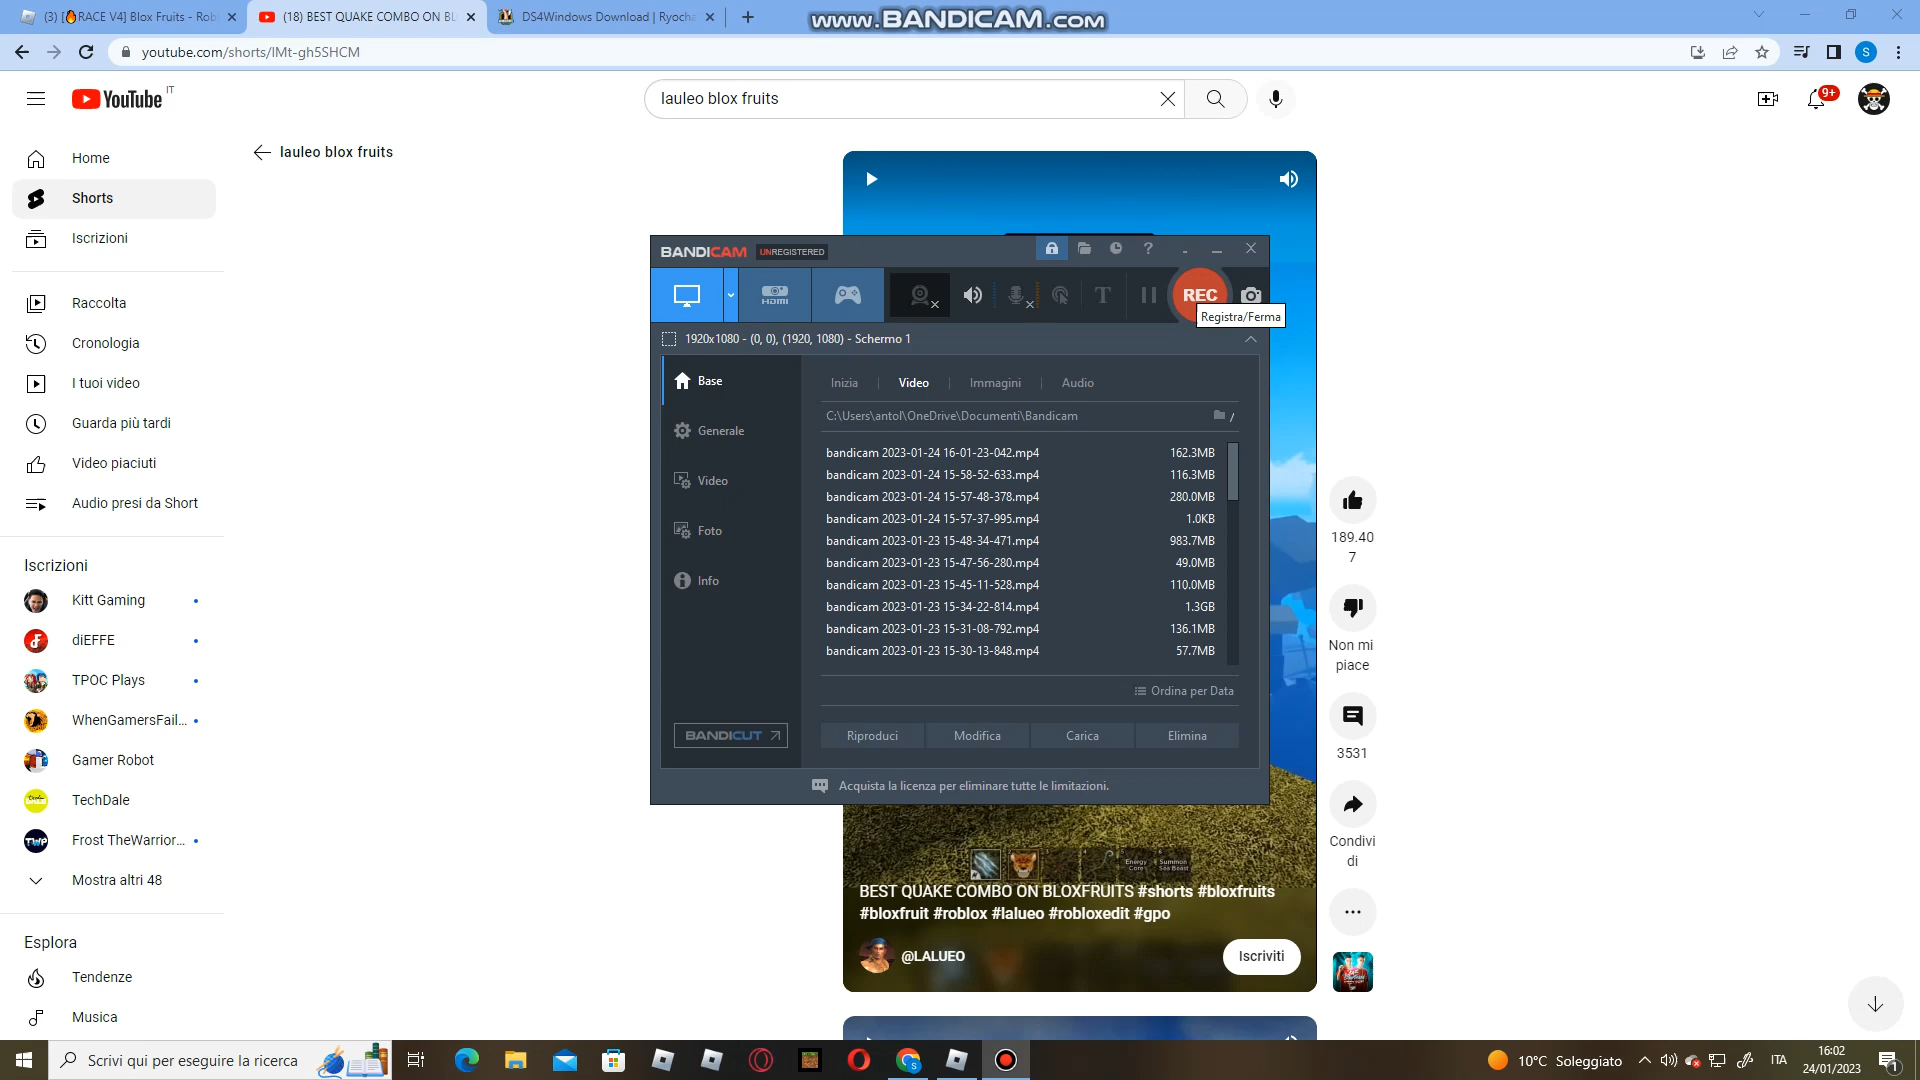 (3) [🔥RACE V4] Blox Fruits - Rob
(18) BEST QUAKE COMBO ON BL
DS4Windows Download | Ryocha
www.BANDICAM.com
youtube.com/shorts/lMt-gh5SHCM
S
YouTube IT
lauleo blox fruits
9+
Home
Shorts
Iscrizioni
Raccolta
Cronologia
I tuoi video
Guarda più tardi
Video piaciuti
Audio presi da Short
Iscrizioni
Kitt Gaming
diEFFE
TPOC Plays
WhenGamersFail...
Gamer Robot
TechDale
Frost TheWarrior...
Mostra altri 48
Esplora
Tendenze
Musica
lauleo blox fruits
BANDICAM UNREGISTERED
HDMI
REC
Registra/Ferma
1920x1080 - (0, 0), (1920, 1080) - Schermo 1
Base
Generale
Video
Foto
Info
BANDICUT
Inizia
Video
Immagini
Audio
C:\Users\antol\OneDrive\Documenti\Bandicam
/
bandicam 2023-01-24 16-01-23-042.mp4 162.3MB
bandicam 2023-01-24 15-58-52-633.mp4 116.3MB
bandicam 2023-01-24 15-57-48-378.mp4 280.0MB
bandicam 2023-01-24 15-57-37-995.mp4 1.0KB
bandicam 2023-01-23 15-48-34-471.mp4 983.7MB
bandicam 2023-01-23 15-47-56-280.mp4 49.0MB
bandicam 2023-01-23 15-45-11-528.mp4 110.0MB
bandicam 2023-01-23 15-34-22-814.mp4 1.3GB
bandicam 2023-01-23 15-31-08-792.mp4 136.1MB
bandicam 2023-01-23 15-30-13-848.mp4 57.7MB
Ordina per Data
Riproduci
Modifica
Carica
Elimina
Acquista la licenza per eliminare tutte le limitazioni.
Energy Core
Summon Sea Beast
BEST QUAKE COMBO ON BLOXFRUITS #shorts #bloxfruits
#bloxfruit #roblox #lalueo #robloxedit #gpo
@LALUEO
Iscriviti
189.40
7
Non mi
piace
3531
Condivi
di
Scrivi qui per eseguire la ricerca
10°C Soleggiato
ITA
16:02
24/01/2023
1